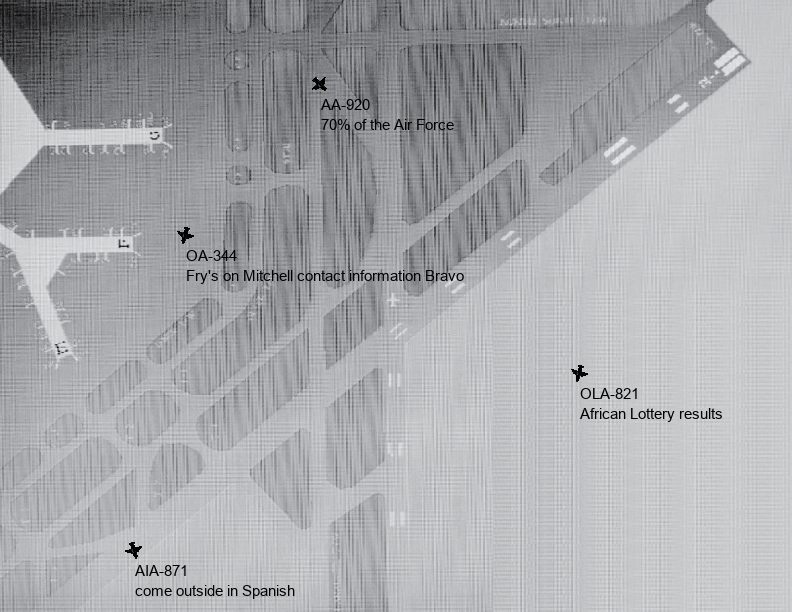 AA-920
70% of the Air Force
OA-344
Fry's on Mitchell contact information Bravo
OLA-821
African Lottery results
AIA-871
come outside in Spanish